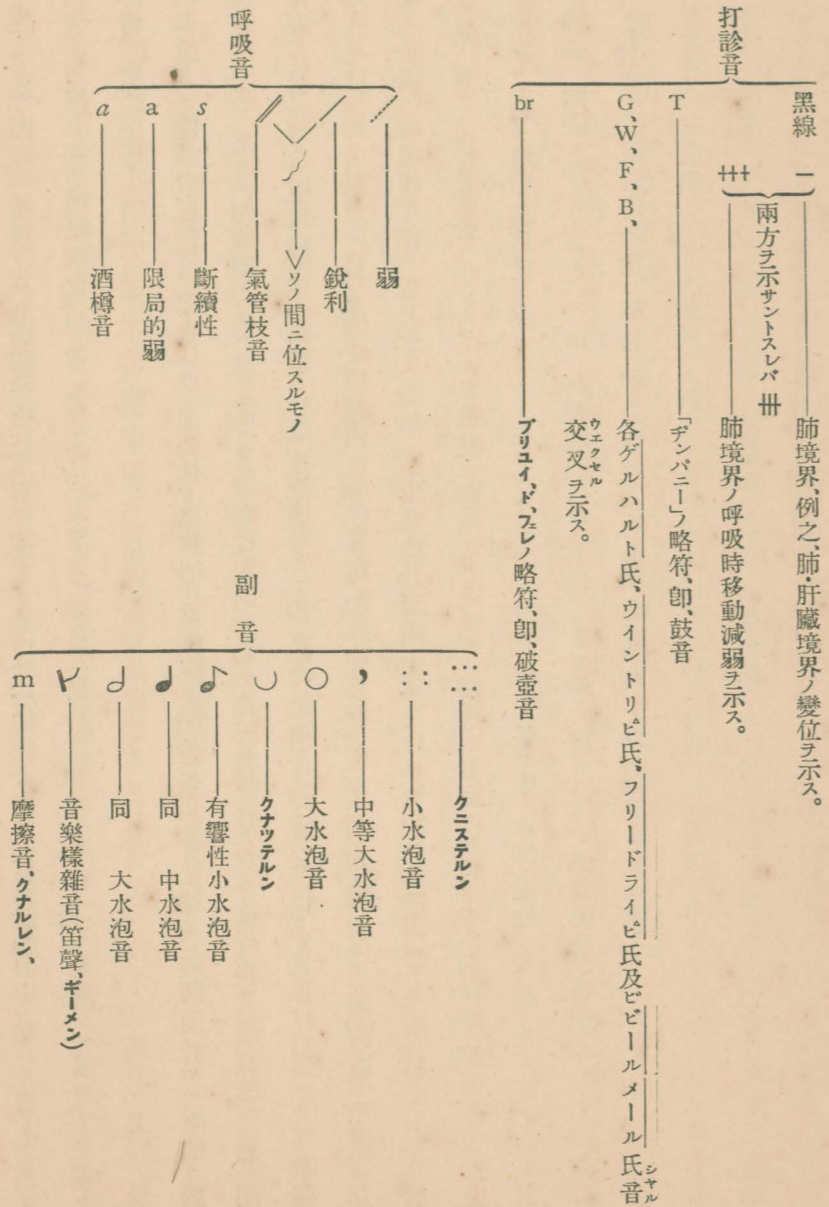 打診音
黑線 一 肺境界、例之、肺・肝臟境界ノ變位ヲ示ス。
兩方ヲ示サントスレバ
肺境界ノ呼吸時移動減弱ヲ示ス。
T 「チンパニー」ノ略符、卽、鼓音
G、W、F、B、 各ゲルハルト氏、ウイントリヒ氏、フリードライヒ氏及ビビールメール氏音シヤル
交叉ウエクセルヲ示ス。
br ブリユイ、ド、フェレノ略符、卽、破壺音
呼吸音
弱
銳利
Vソノ間ニ位スルモノ
氣管枝音
s 斷續性
a 限局的弱
a 酒樽音
副音
クニステルン
:: 小水泡音
, 中等大水泡音
○ 大水泡音
クナツテルン
♪ 有響性小水泡音
同 中水泡音
同 大水泡音
音樂樣雜音(笛聲、ギーメン)
m 摩擦音、クナルレン、